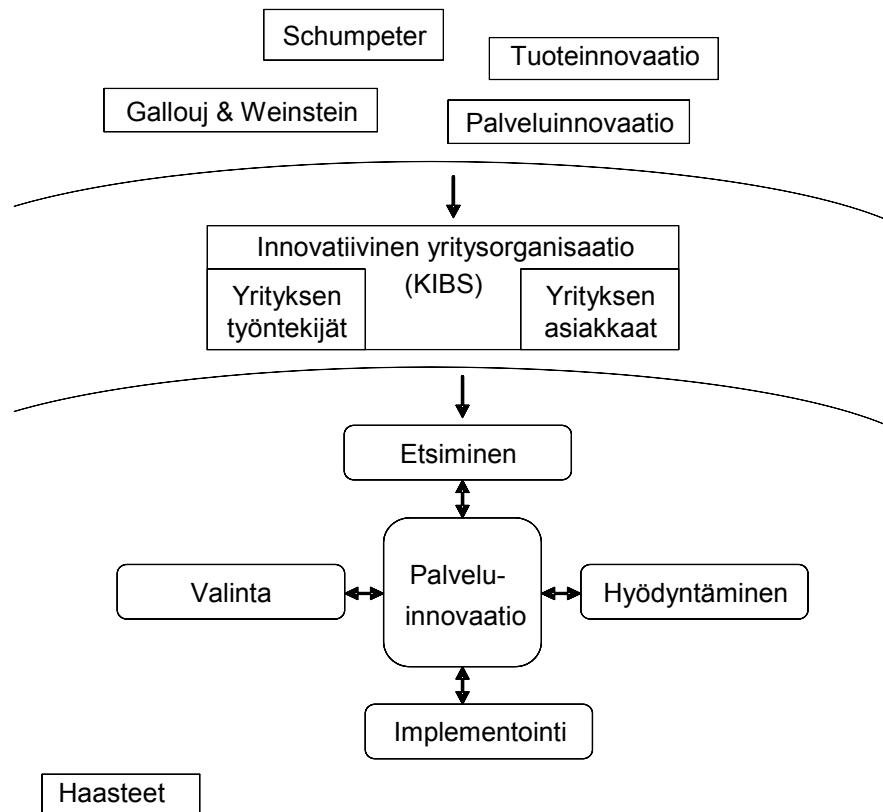 Schumpeter
Tuoteinnovaatio
Gallouj & Weinstein
Palveluinnovaatio
Innovatiivinen yritysorganisaatio
(KIBS)
Yrityksen
työntekijät
Yrityksen
asiakkaat
Etsiminen
Valinta
Palvelu-
innovaatio
Hyödyntäminen
Implementointi
Haasteet